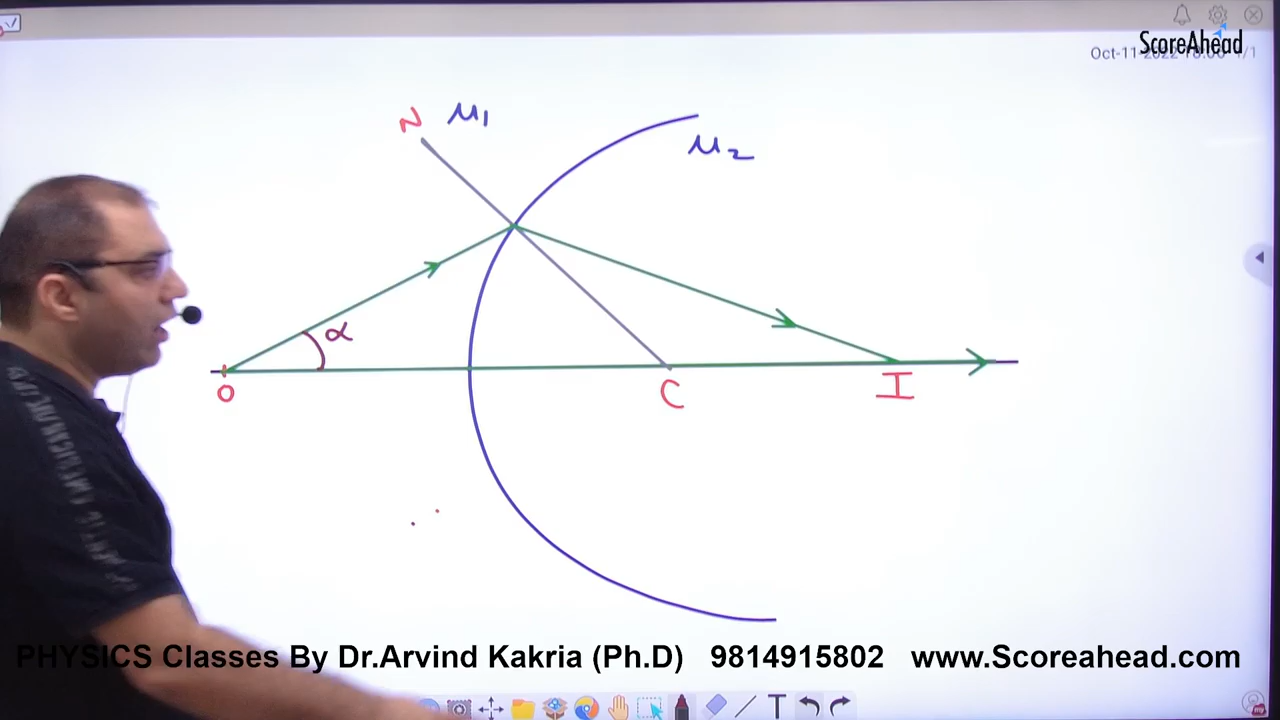 ScoreAhead
N μ1
μ2
α
O
C
I
PHYSICS Classes By Dr.Arvind Kakria (Ph.D) 9814915802 www.Scoreahead.com
T